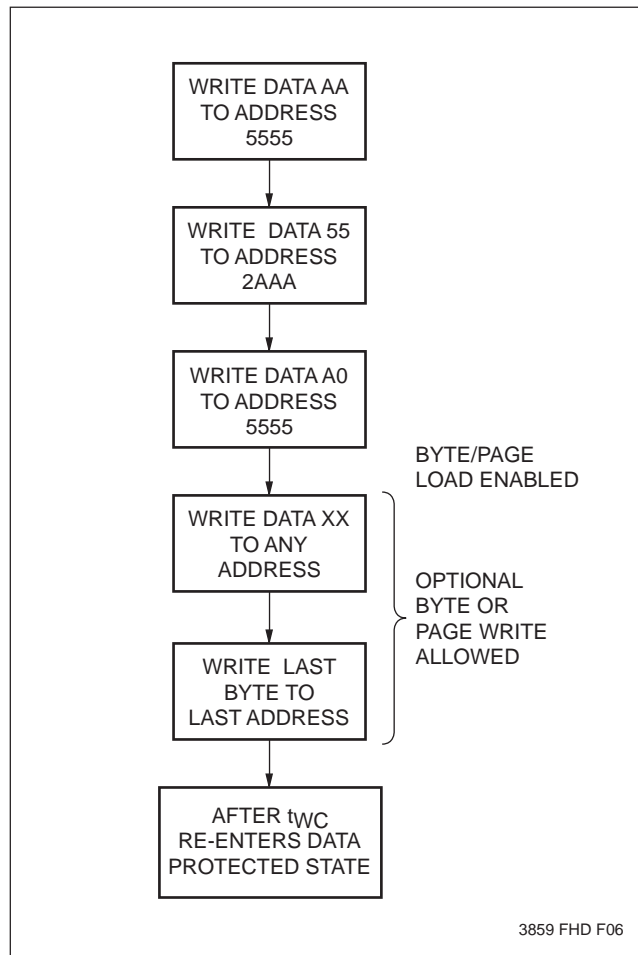 WRITE DATA AA
TO ADDRESS
5555
WRITE DATA 55
TO ADDRESS
2AAA
WRITE DATA A0
TO ADDRESS
5555
BYTE/PAGE
LOAD ENABLED
WRITE DATA XX
TO ANY
ADDRESS
OPTIONAL
BYTE OR
PAGE WRITE
ALLOWED
WRITE LAST
BYTE TO
LAST ADDRESS
AFTER tWC
RE-ENTERS DATA
PROTECTED STATE
3859 FHD F06